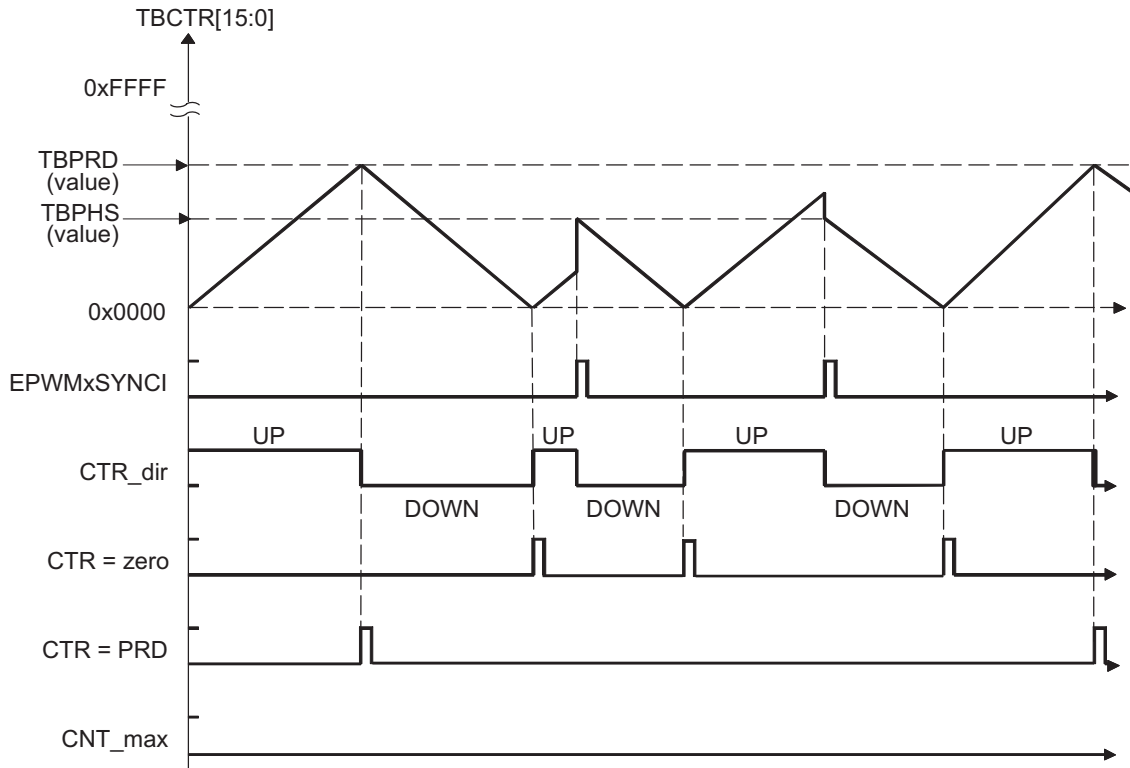 TBCTR[15:0]
0xFFFF
TBPRD
(value)
TBPHS
(value)
0x0000
EPWMxSYNCI
UP
UP
UP
UP
CTR_dir
DOWN
DOWN
DOWN
CTR = zero
CTR = PRD
CNT_max